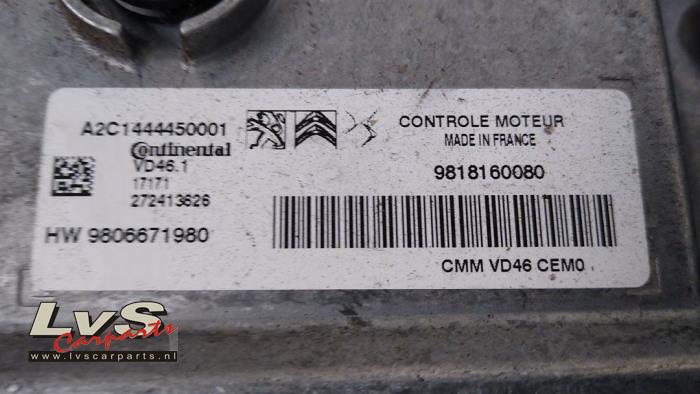 A2C1444450001
Continental
VD46.1
17171
272413626
HW 9806671980
CONTROLE MOTEUR
MADE IN FRANCE
9818160080
CMM VD46 CEM0
LvS
Carparts
www.lvscarparts.nl